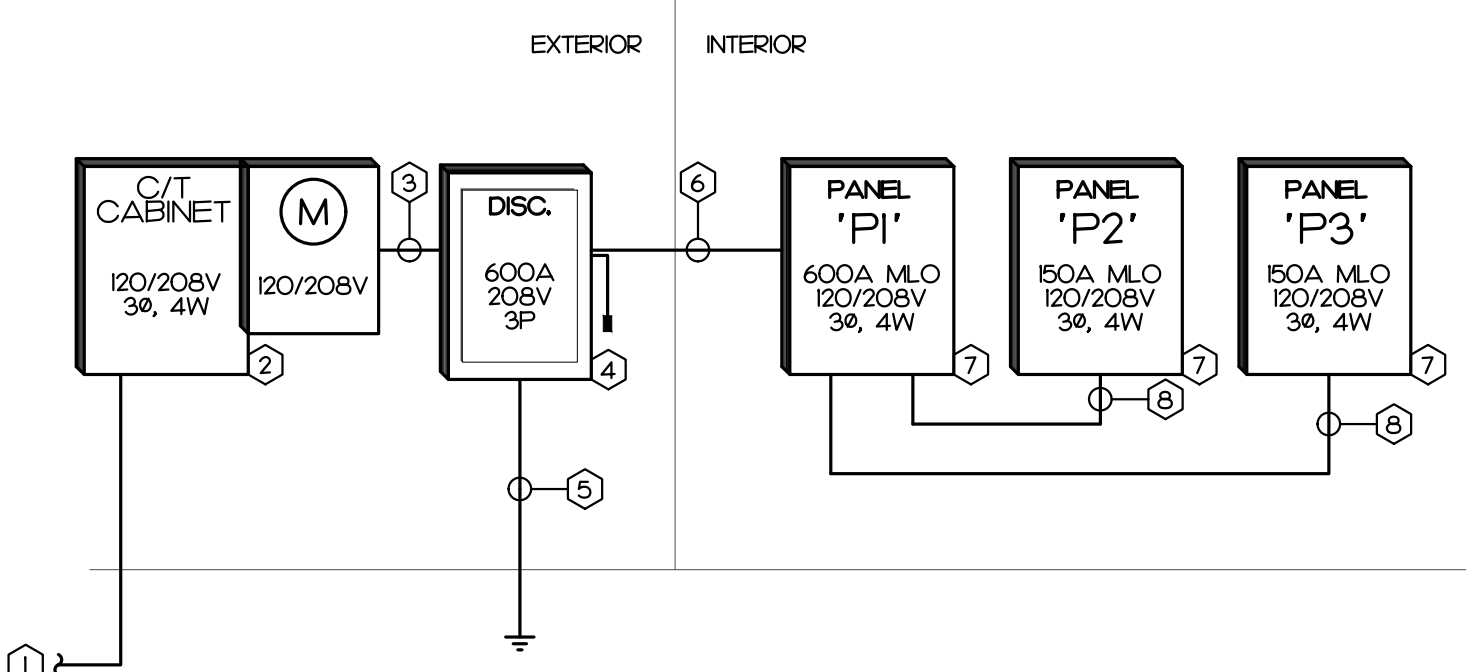 EXTERIOR
INTERIOR
C/T
CABINET
120/208V
3Ø, 4W
2
M
120/208V
3
DISC.
600A
208V
3P
4
5
6
PANEL
'P1'
600A MLO
120/208V
3Ø, 4W
7
PANEL
'P2'
150A MLO
120/208V
3Ø, 4W
7
8
PANEL
'P3'
150A MLO
120/208V
3Ø, 4W
7
8
1